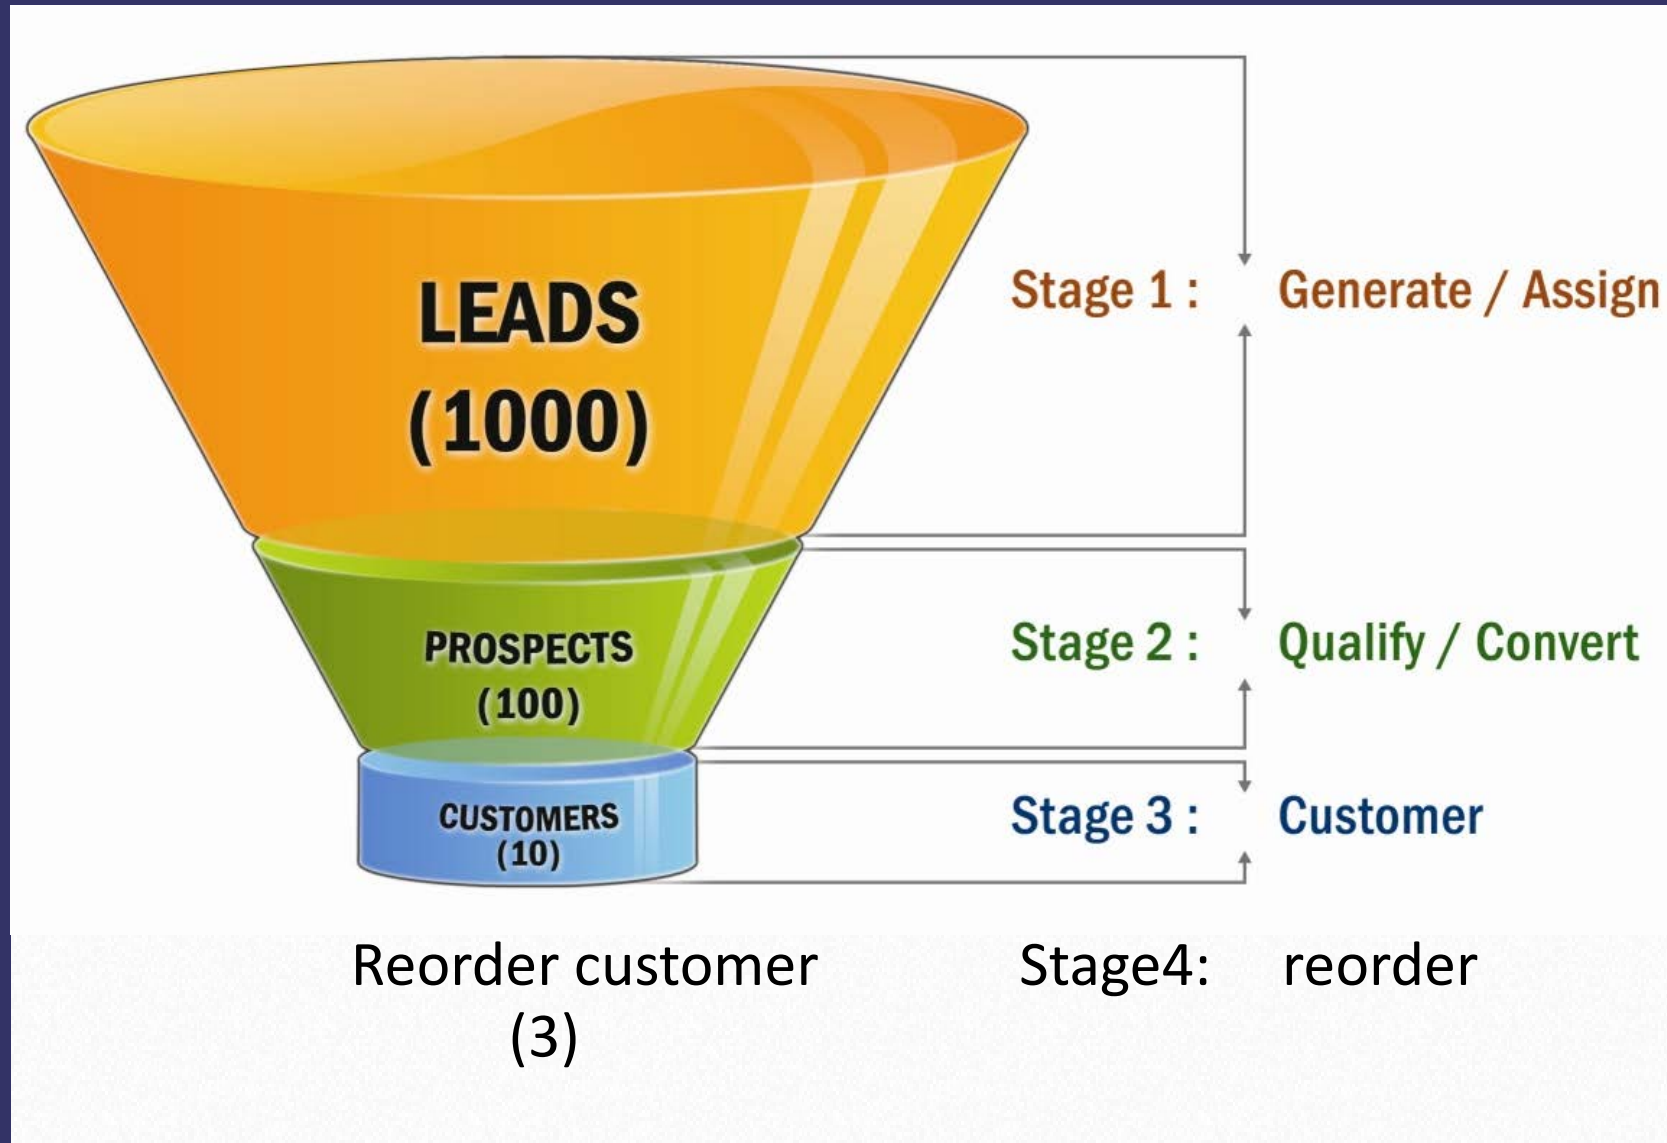 LEADS
(1000)
Stage 1 : Generate / Assign
PROSPECTS
(100)
Stage 2 : Qualify / Convert
CUSTOMERS
(10)
Stage 3 : Customer
Reorder customer
(3)
Stage4: reorder